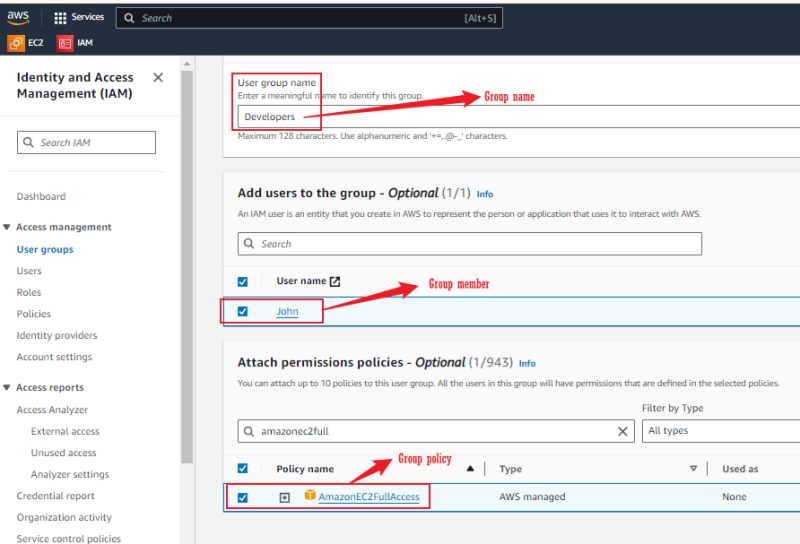 aws
Services
Search
[Alt+S]
EC2
IAM
Identity and Access
Management (IAM)
Search IAM
Dashboard
Access management
User groups
Users
Roles
Policies
Identity providers
Account settings
Access reports
Access Analyzer
External access
Unused access
Analyzer settings
Credential report
Organization activity
Service control policies
User group name
Enter a meaningful name to identify this group.
Group name
Developers
Maximum 128 characters. Use alphanumeric and '+=,.@-_' characters.
Add users to the group - Optional (1/1) Info
An IAM user is an entity that you create in AWS to represent the person or application that uses it to interact with AWS.
Search
User name
Group member
John
Attach permissions policies - Optional (1/943) Info
You can attach up to 10 policies to this user group. All the users in this group will have permissions that are defined in the selected policies.
Filter by Type
amazonec2full
All types
Group policy
Policy name
Type
Used as
AmazonEC2FullAccess
AWS managed
None